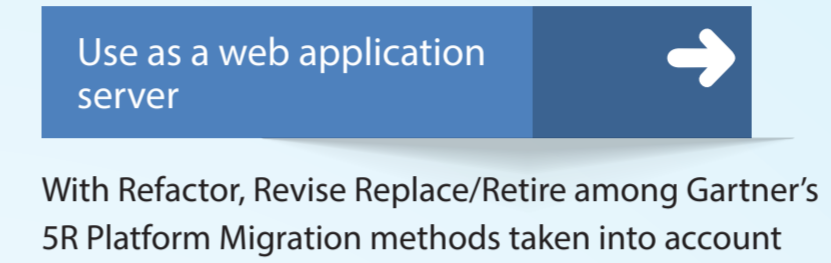 Use as a web application
server
With Refactor, Revise Replace/Retire among Gartner’s
5R Platform Migration methods taken into account